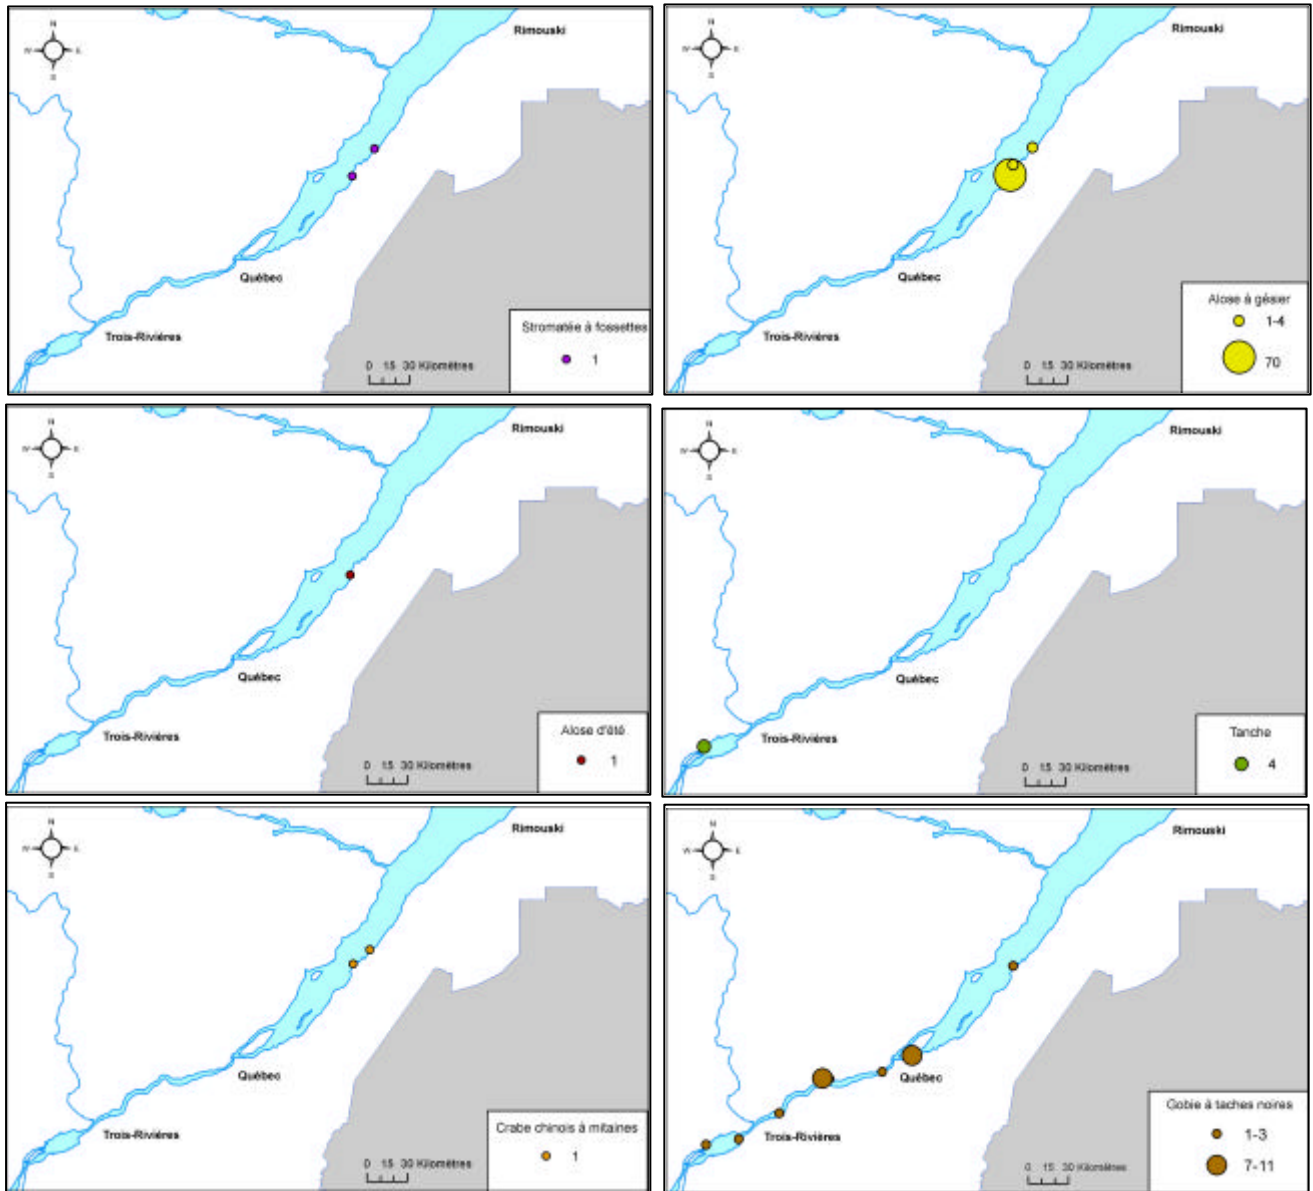 N
W E
S
Rimouski
Québec
Trois-Rivières
0 15 30 Kilomètres
Stromatée à fossettes
1
N
W E
S
Rimouski
Québec
Trois-Rivières
0 15 30 Kilomètres
Alose à gésier
1-4
70
N
W E
S
Rimouski
Québec
Trois-Rivières
0 15 30 Kilomètres
Alose d'été
1
N
W E
S
Rimouski
Québec
Trois-Rivières
0 15 30 Kilomètres
Tanche
4
N
W E
S
Rimouski
Québec
Trois-Rivières
0 15 30 Kilomètres
Crabe chinois à mitaines
1
N
W E
S
Rimouski
Québec
Trois-Rivières
0 15 30 Kilomètres
Gobie à taches noires
1-3
7-11